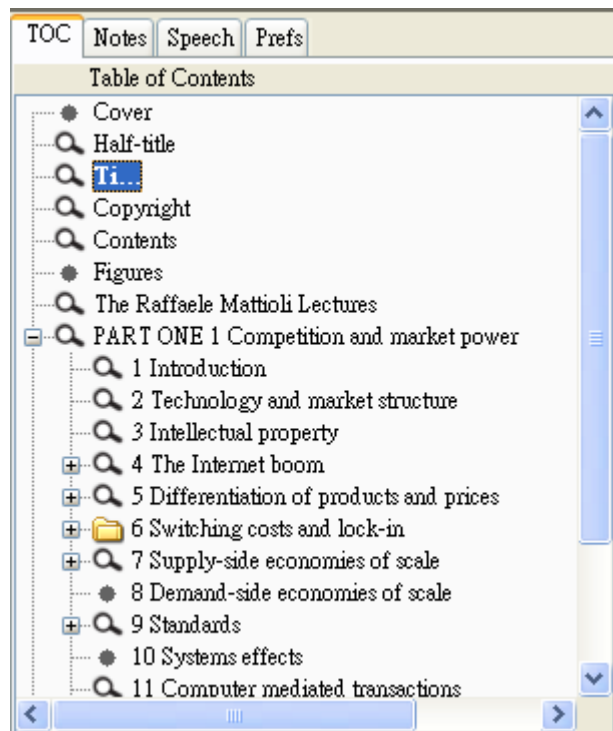 TOC Notes Speech Prefs
Table of Contents
Cover
Half-title
Ti...
Copyright
Contents
Figures
The Raffaele Mattioli Lectures
PART ONE 1 Competition and market power
1 Introduction
2 Technology and market structure
3 Intellectual property
4 The Internet boom
5 Differentiation of products and prices
6 Switching costs and lock-in
7 Supply-side economies of scale
8 Demand-side economies of scale
9 Standards
10 Systems effects
11 Computer mediated transactions